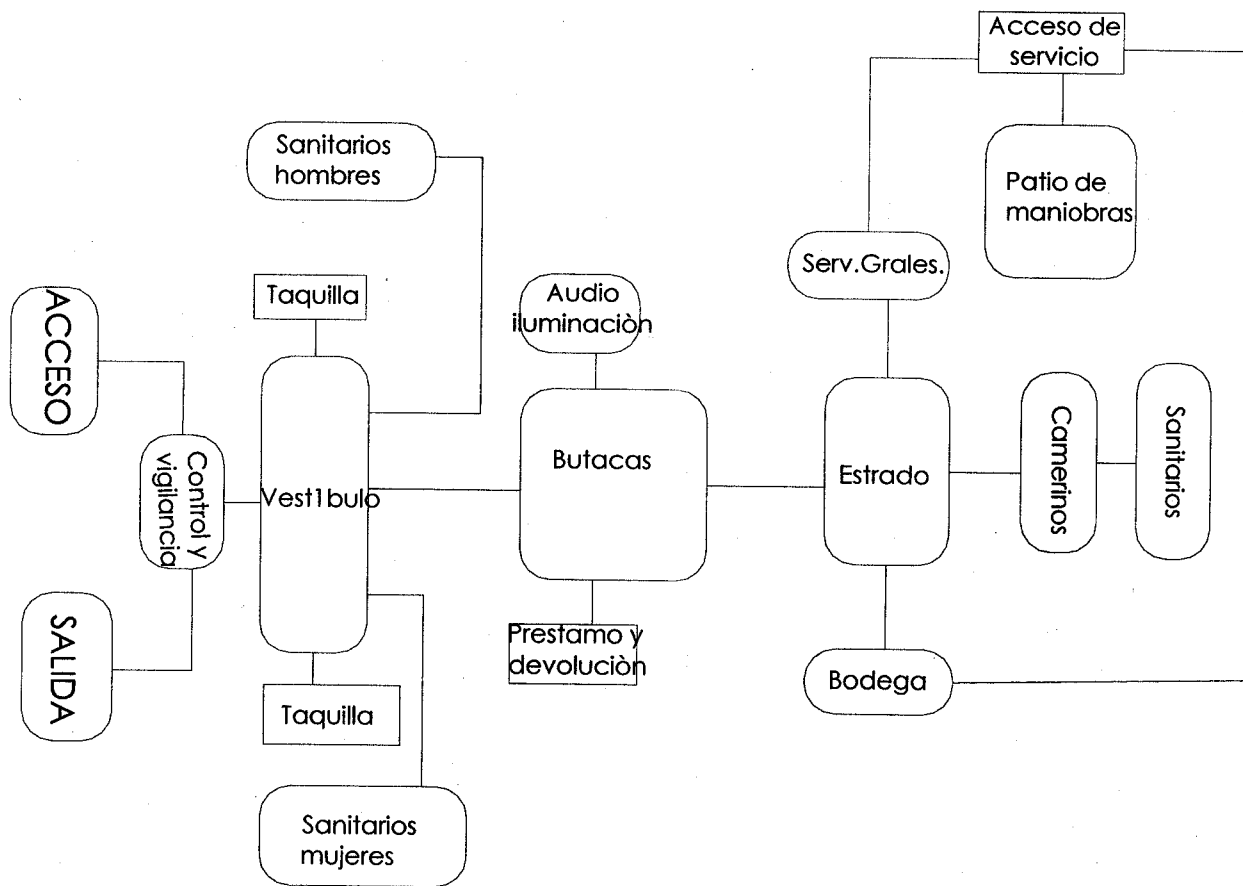 Acceso de
servicio
Sanitarios
hombres
Patio de
maniobras
Serv.Grales.
Taquilla
Audio
iluminaciòn
ACCESO
Control y
vigilancia
Vest1bulo
Butacas
Estrado
Camerinos
Sanitarios
SALIDA
Prestamo y
devoluciòn
Bodega
Taquilla
Sanitarios
mujeres